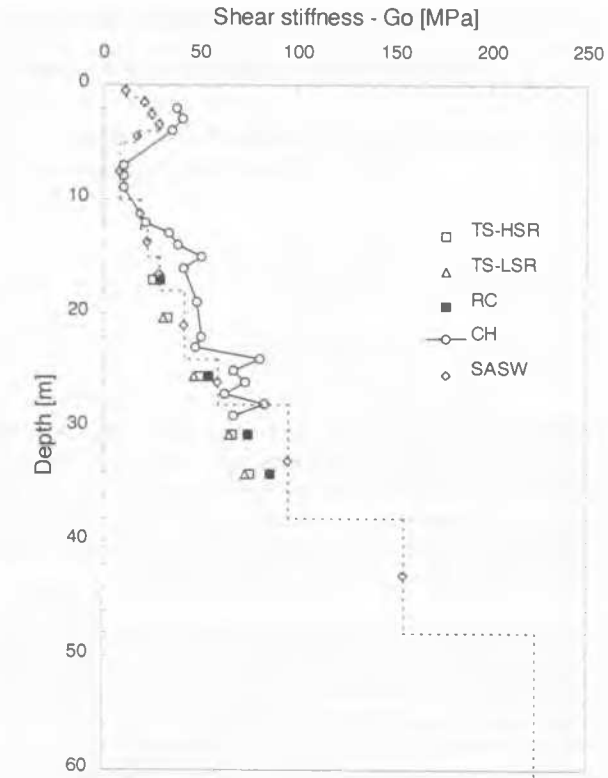 Shear stiffness - Go [MPa]
0 50 100 150 200 250
0
10
20
30
40
50
60
Depth [m]
TS-HSR
TS-LSR
RC
CH
SASW